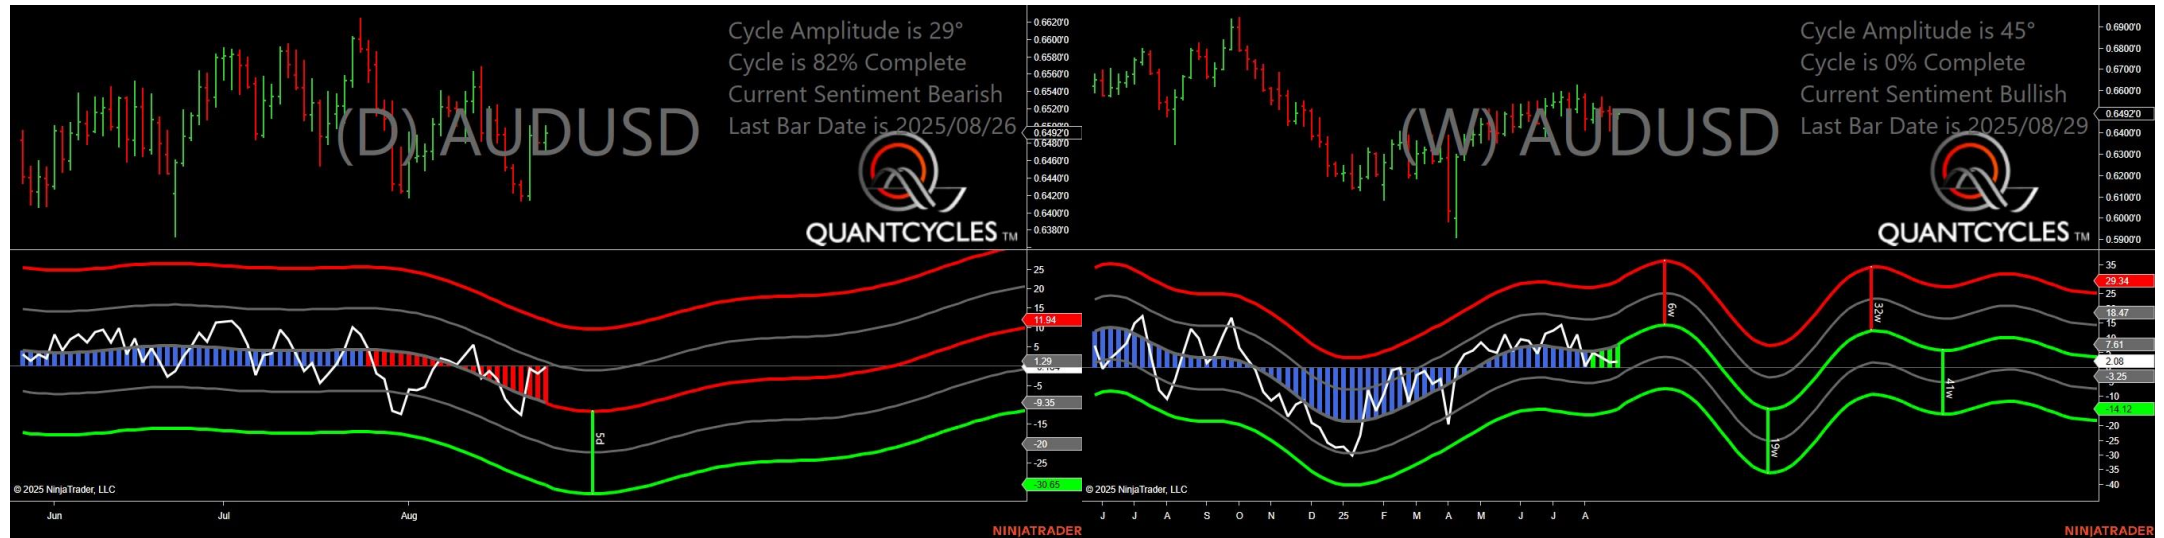 Cycle Amplitude is 29°
Cycle is 82% Complete
Current Sentiment Bearish
Last Bar Date is 2025/08/26
(D) AUDUSD
QUANTCYCLES TM
0.6620'0
0.6600'0
0.6580'0
0.6560'0
0.6540'0
0.6520'0
0.6492'0
0.6480'0
0.6460'0
0.6440'0
0.6420'0
0.6400'0
0.6380'0
25
20
15
11.94
10
5
1.29
-5
-9.35
-15
-20
-25
-30.65
5d
© 2025 NinjaTrader, LLC
Jun
Jul
Aug
NINJATRADER
Cycle Amplitude is 45°
Cycle is 0% Complete
Current Sentiment Bullish
Last Bar Date is 2025/08/29
(W) AUDUSD
QUANTCYCLES TM
0.6900'0
0.6800'0
0.6700'0
0.6600'0
0.6492'0
0.6400'0
0.6300'0
0.6200'0
0.6100'0
0.6000'0
0.5900'0
35
29.34
25
18.47
15
7.61
2.08
-3.25
-10
-14.12
-20
-25
-30
-35
-40
6w
19w
32w
41w
© 2025 NinjaTrader, LLC
J
J
A
S
O
N
D
25
F
M
A
M
J
J
A
NINJATRADER